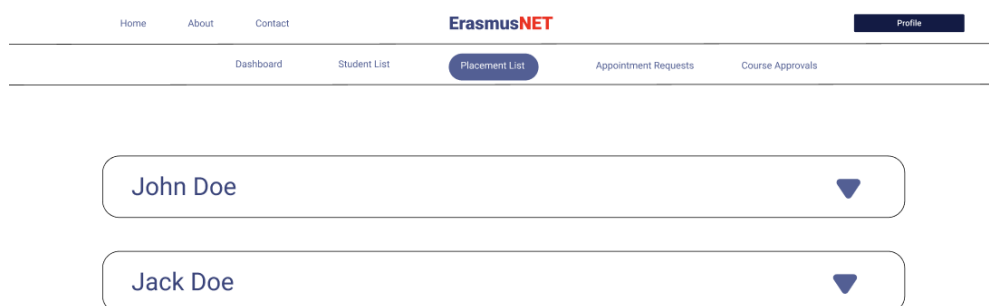 Home About Contact ErasmusNET Profile
Dashboard Student List Placement List Appointment Requests Course Approvals
John Doe
Jack Doe